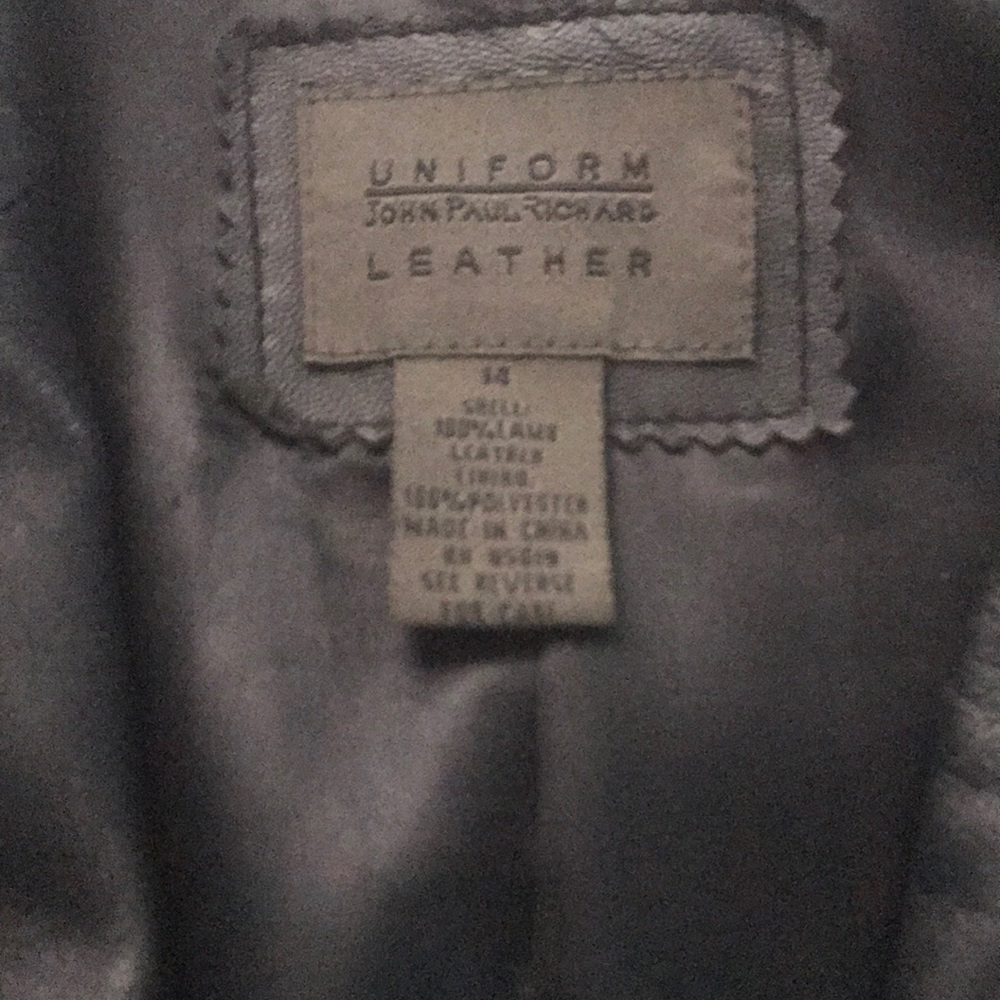 UNIFORM
JOHN PAUL RICHARD
LEATHER
14
SHELL:
100% LAMB
LEATHER
LINING:
100% POLYESTER
MADE IN CHINA
SEE REVERSE
FOR CARE